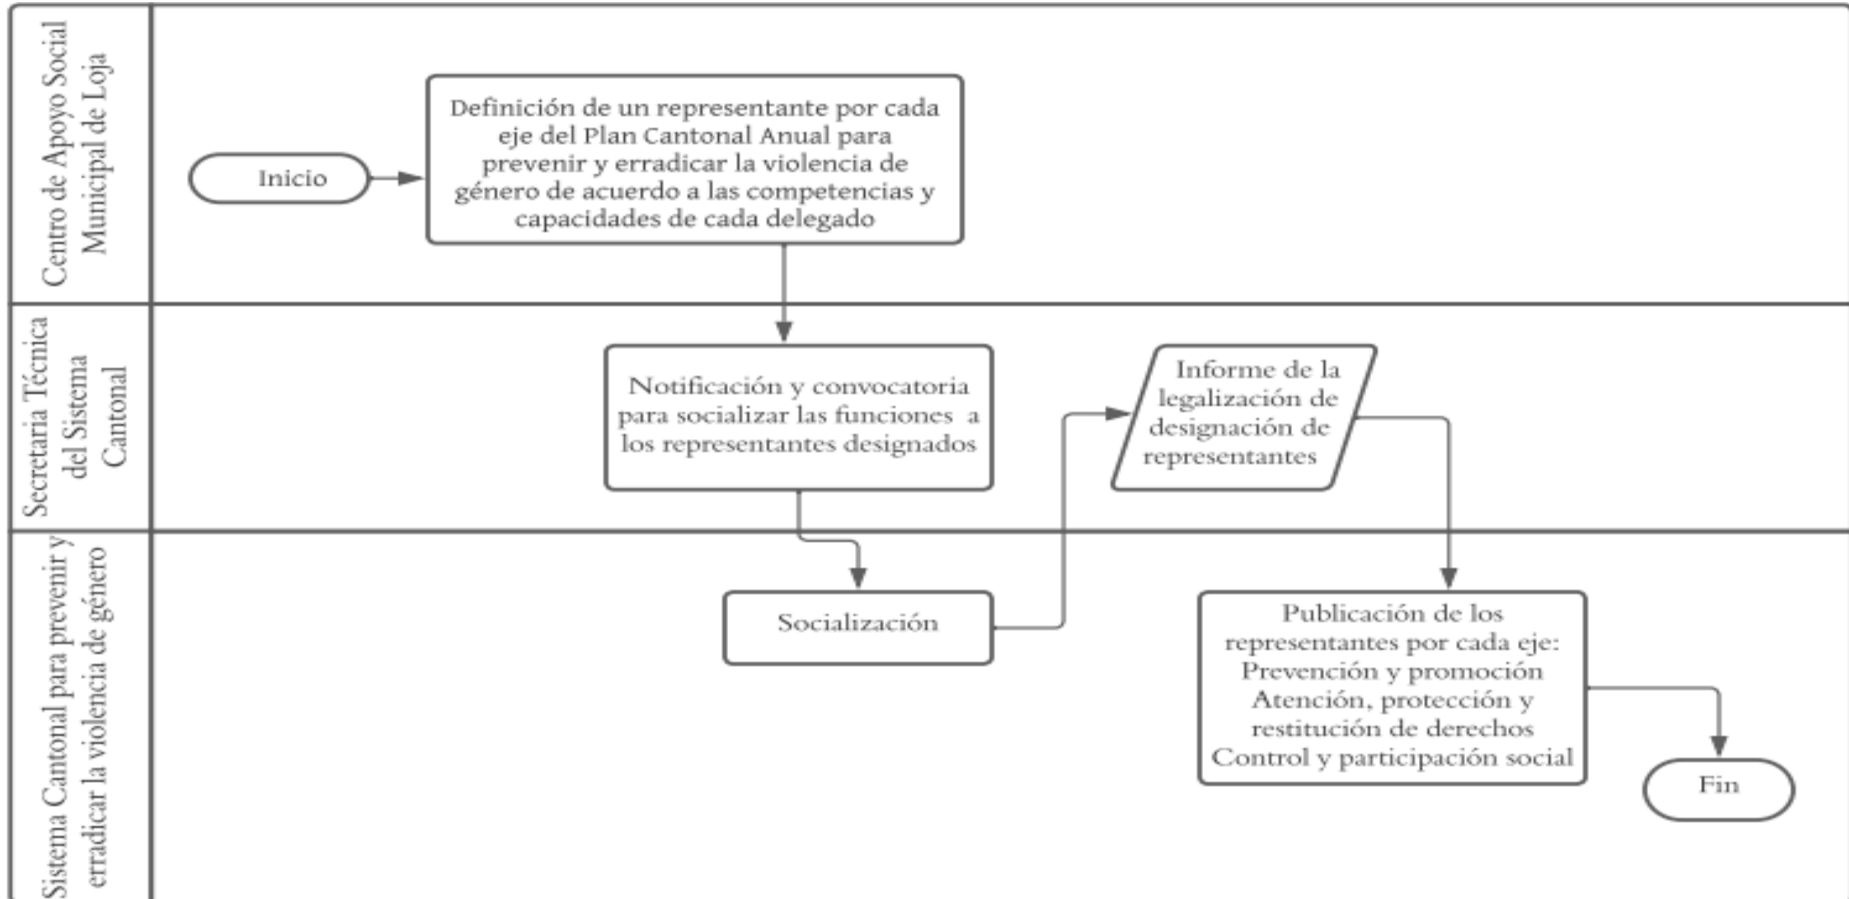 Centro de Apoyo Social
Municipal de Loja
Inicio
Definición de un representante por cada
eje del Plan Cantonal Anual para
prevenir y erradicar la violencia de
género de acuerdo a las competencias y
capacidades de cada delegado
Secretaria Técnica
del Sistema
Cantonal
Notificación y convocatoria
para socializar las funciones a
los representantes designados
Informe de la
legalización de
designación de
representantes
Sistema Cantonal para prevenir y
erradicar la violencia de género
Socialización
Publicación de los
representantes por cada eje:
Prevención y promoción
Atención, protección y
restitución de derechos
Control y participación social
Fin